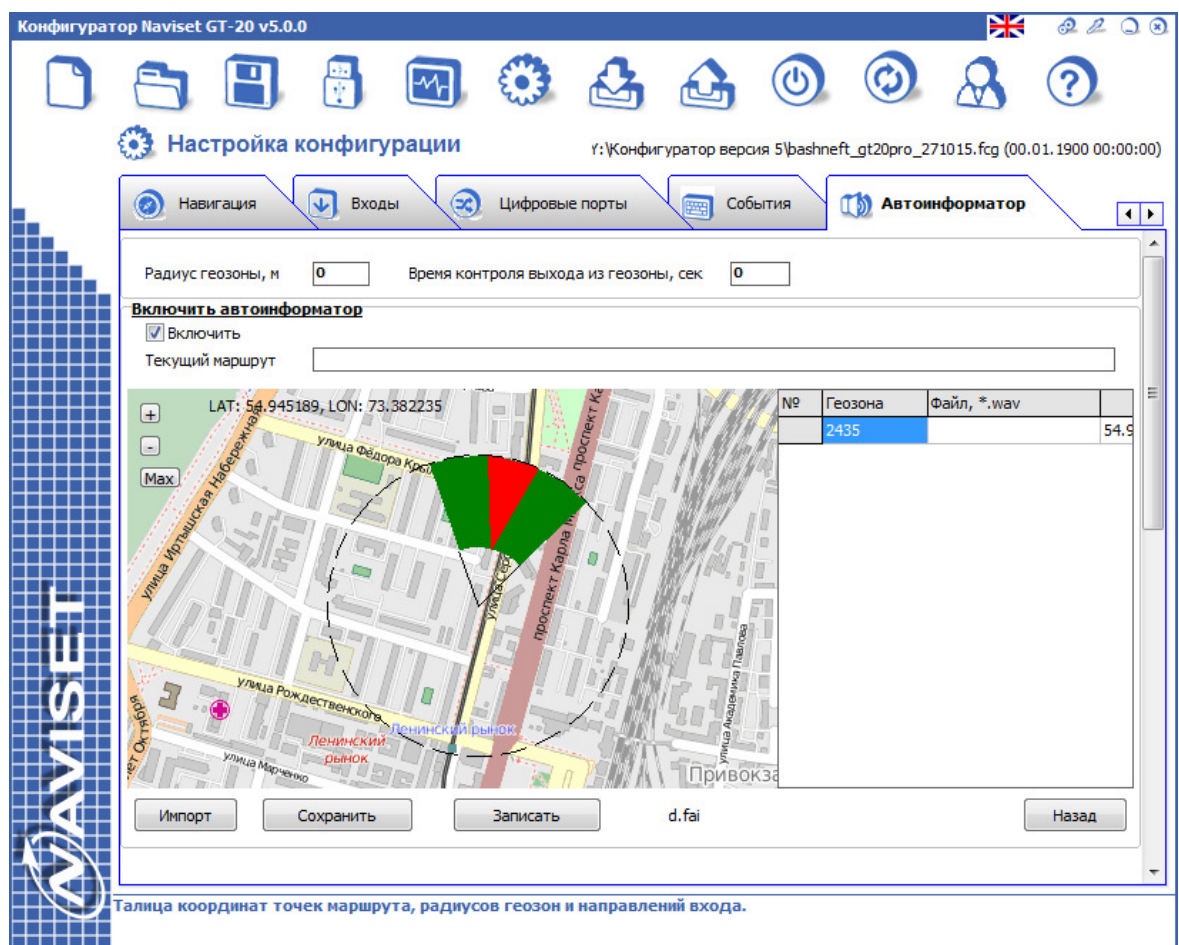 Конфигуратор Naviset GT-20 v5.0.0
Настройка конфигурации
Y:\Конфигуратор версия 5\bashneft_gt20pro_271015.fcg (00.01.1900 00:00:00)
Навигация Входы Цифровые порты События Автоинформатор
Радиус геозоны, м 0 Время контроля выхода из геозоны, сек 0
Включить автоинформатор
Включить
Текущий маршрут
LAT: 54.945189, LON: 73.382235
+
-
Max
№ Геозона Файл, *.wav
2435 54.9
улица Иртышская Набережная
улица Фёдора
проспект Карла
улица Рождественского
Ленинский рынок
Ленинский
рынок
улица Марченко
улица Академика Павлова
Привокза
Импорт Сохранить Записать d.fai Назад
NAVISET
Талица координат точек маршрута, радиусов геозон и направлений входа.